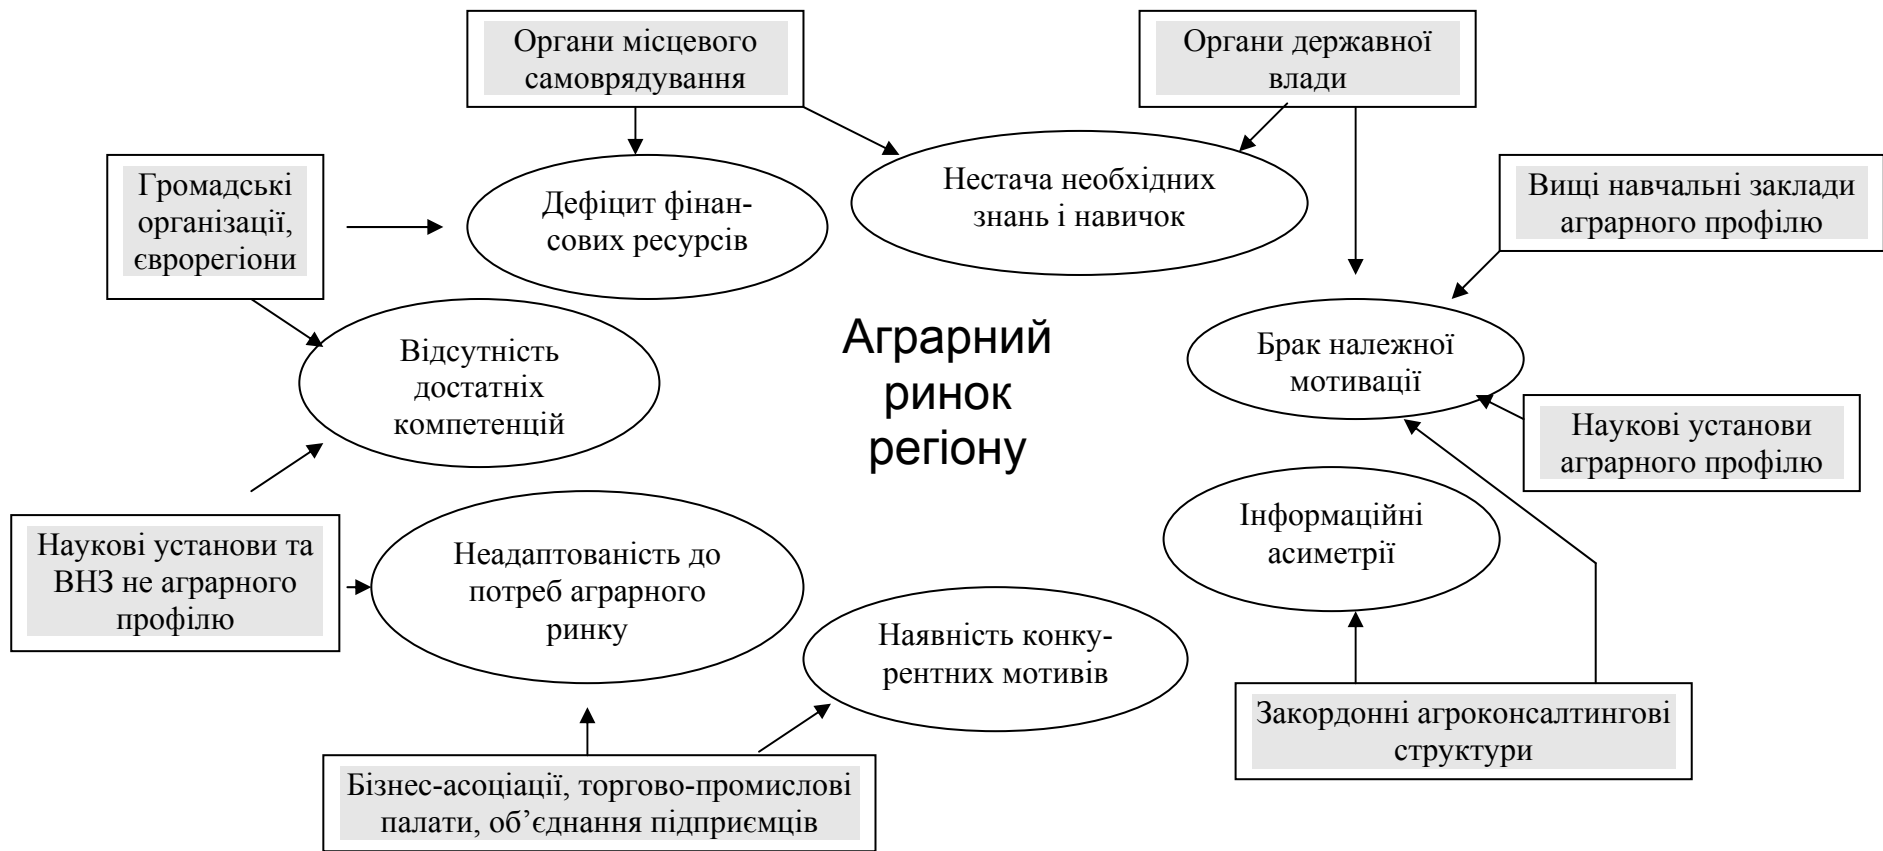 Органи місцевого
самоврядування
Органи державної
влади
Громадські
організації,
єврорегіони
Дефіцит фінан-
сових ресурсів
Нестача необхідних
знань і навичок
Вищі навчальні заклади
аграрного профілю
Відсутність
достатніх
компетенцій
Аграрний
ринок
регіону
Брак належної
мотивації
Наукові установи
аграрного профілю
Наукові установи та
ВНЗ не аграрного
профілю
Неадаптованість до
потреб аграрного
ринку
Інформаційні
асиметрії
Наявність конку-
рентних мотивів
Закордонні агроконсалтингові
структури
Бізнес-асоціації, торгово-промислові
палати, об’єднання підприємців